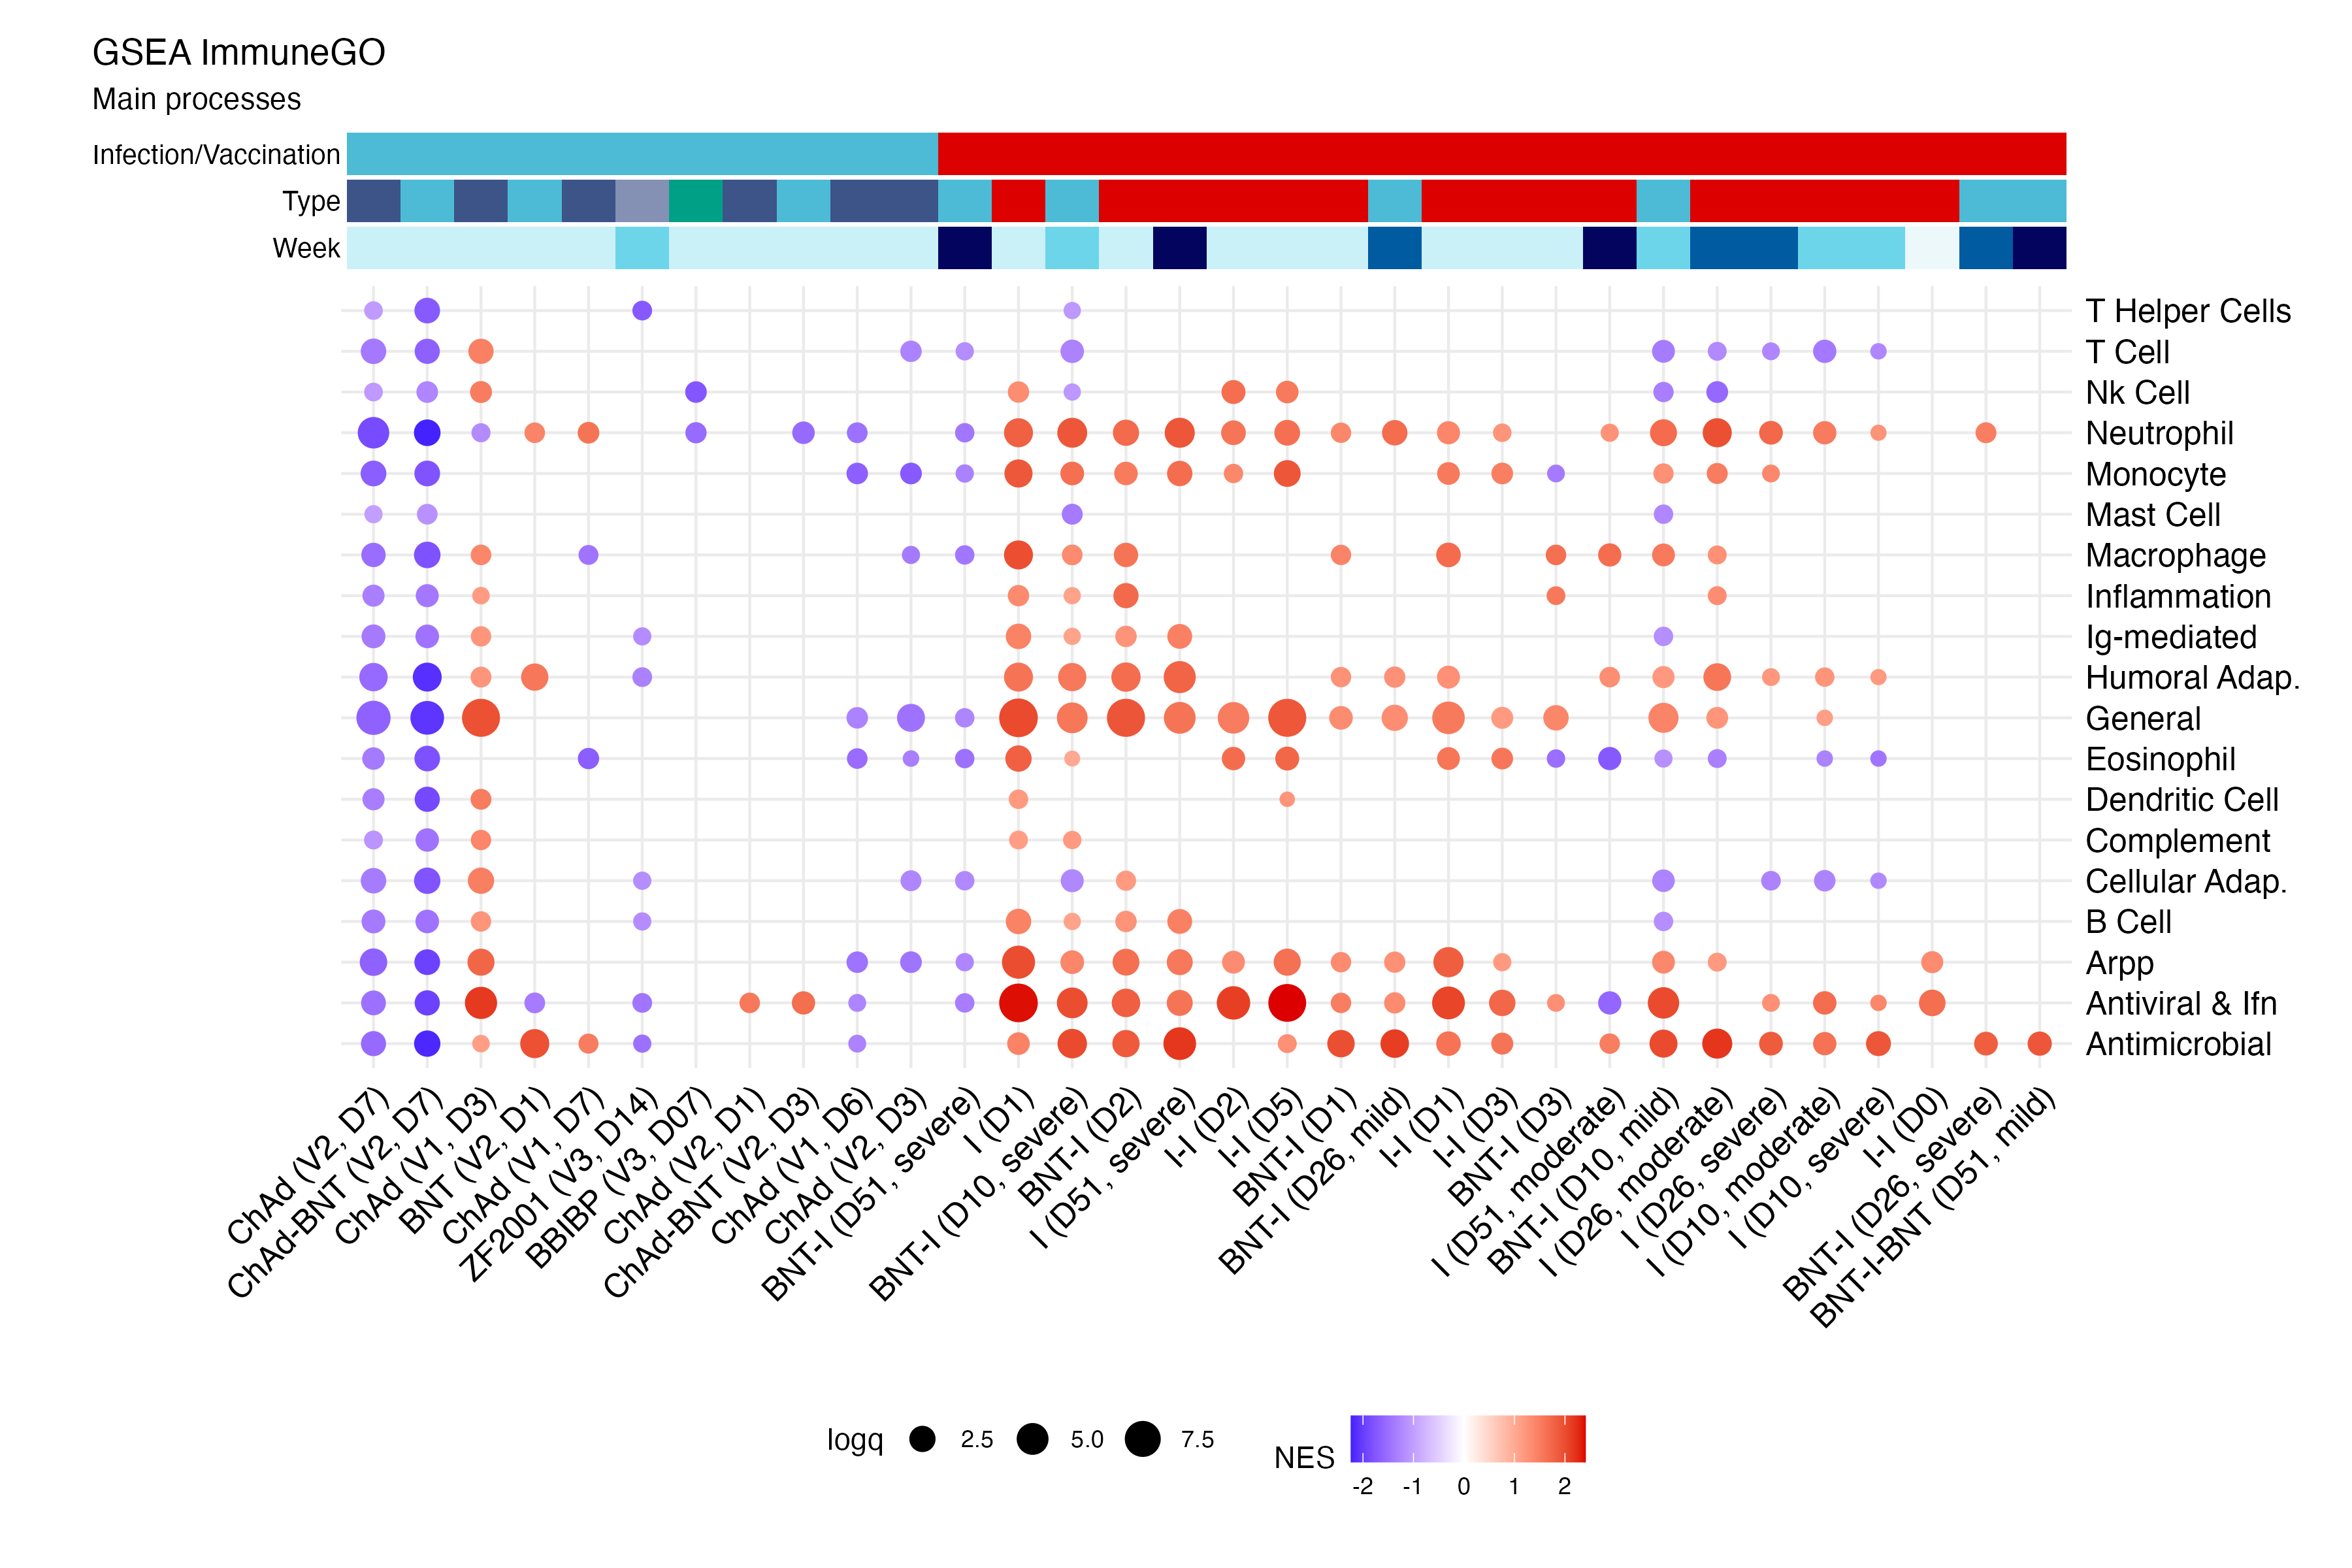 GSEA ImmuneGO
Main processes
Infection/Vaccination
Type
Week
T Helper Cells
T Cell
Nk Cell
Neutrophil
Monocyte
Mast Cell
Macrophage
Inflammation
Ig-mediated
Humoral Adap.
General
Eosinophil
Dendritic Cell
Complement
Cellular Adap.
B Cell
Arpp
Antiviral & Ifn
Antimicrobial
ChAd (V2, D7)
ChAd-BNT (V2, D7)
ChAd (V1, D3)
BNT (V2, D1)
ChAd (V1, D7)
ZF2001 (V3, D14)
BBIBP (V3, D07)
ChAd (V2, D1)
ChAd-BNT (V2, D3)
ChAd (V1, D6)
ChAd (V2, D3)
BNT-I (D51, severe)
I (D1)
BNT-I (D10, severe)
BNT-I (D2)
I (D51, severe)
I-I (D2)
I-I (D5)
BNT-I (D1)
BNT-I (D26, mild)
I-I (D1)
I-I (D3)
BNT-I (D3)
I (D51, moderate)
BNT-I (D10, mild)
I (D26, moderate)
I (D26, severe)
I (D10, moderate)
I (D10, severe)
I-I (D0)
BNT-I (D26, severe)
BNT-I-BNT (D51, mild)
logq 2.5 5.0 7.5
NES
-2 -1 0 1 2